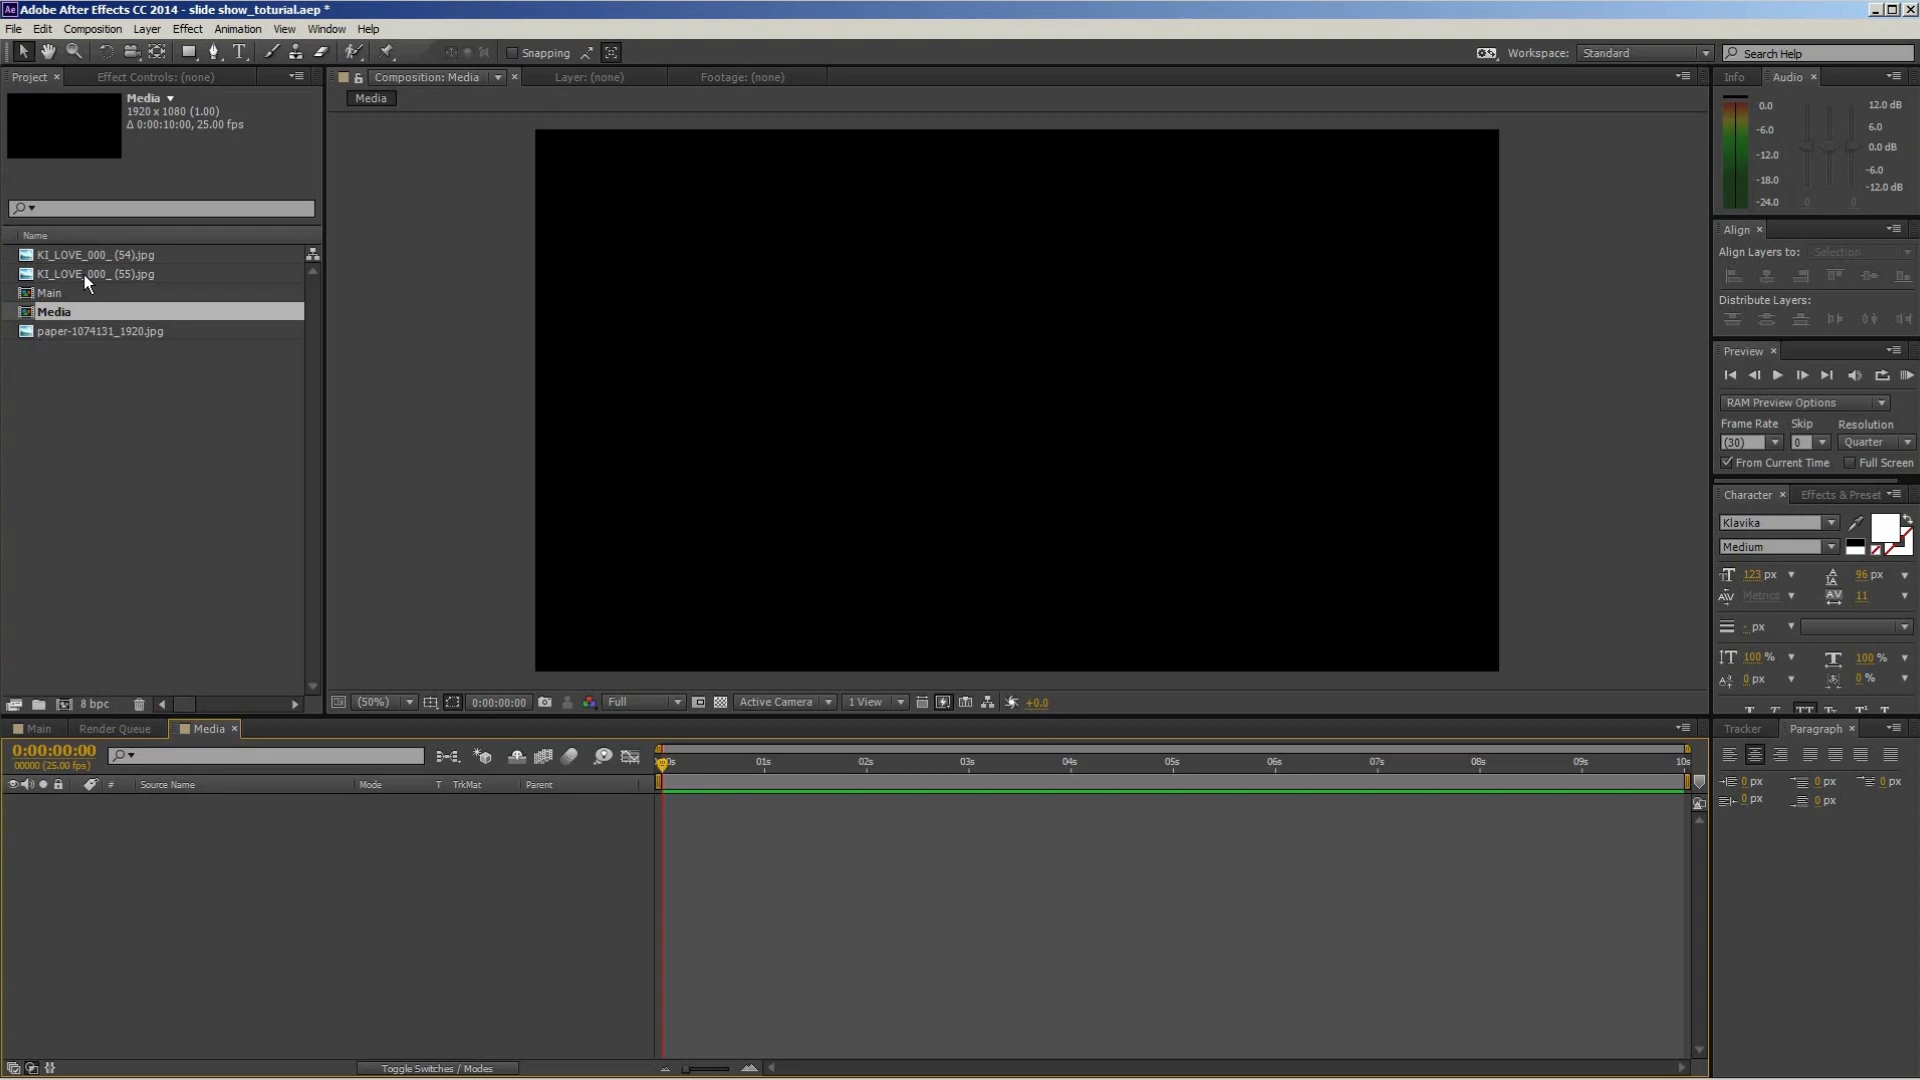 Adobe After Effects CC 2014 - slide show_toturial.aep *
File Edit Composition Layer Effect Animation View Window Help
Snapping
Workspace: Standard
Search Help
Project
Effect Controls: (none)
Media
1920 x 1080 (1.00)
Δ 0:00:10:00, 25.00 fps
Name
KI_LOVE_000_ (54).jpg
KI_LOVE_000_ (55).jpg
Main
Media
paper-1074131_1920.jpg
8 bpc
Composition: Media
Layer: (none)
Footage: (none)
Media
(50%)
0:00:00:00
Full
Active Camera
1 View
+0.0
Info
Audio
0.0
-6.0
-12.0
-18.0
-24.0
12.0 dB
6.0
0.0 dB
-6.0
-12.0 dB
0 0
Align
Align Layers to: Selection
Distribute Layers:
Preview
RAM Preview Options
Frame Rate Skip Resolution
(30) 0 Quarter
From Current Time Full Screen
Character
Effects & Preset
Klavika
Medium
123 px
96 px
Metrics
11
- px
100 %
100 %
0 px
0 %
Main
Render Queue
Media
0:00:00:00
00000 (25.00 fps)
# Source Name Mode T TrkMat Parent
01s 02s 03s 04s 05s 06s 07s 08s 09s 10s
Toggle Switches / Modes
Tracker
Paragraph
0 px 0 px 0 px
0 px 0 px